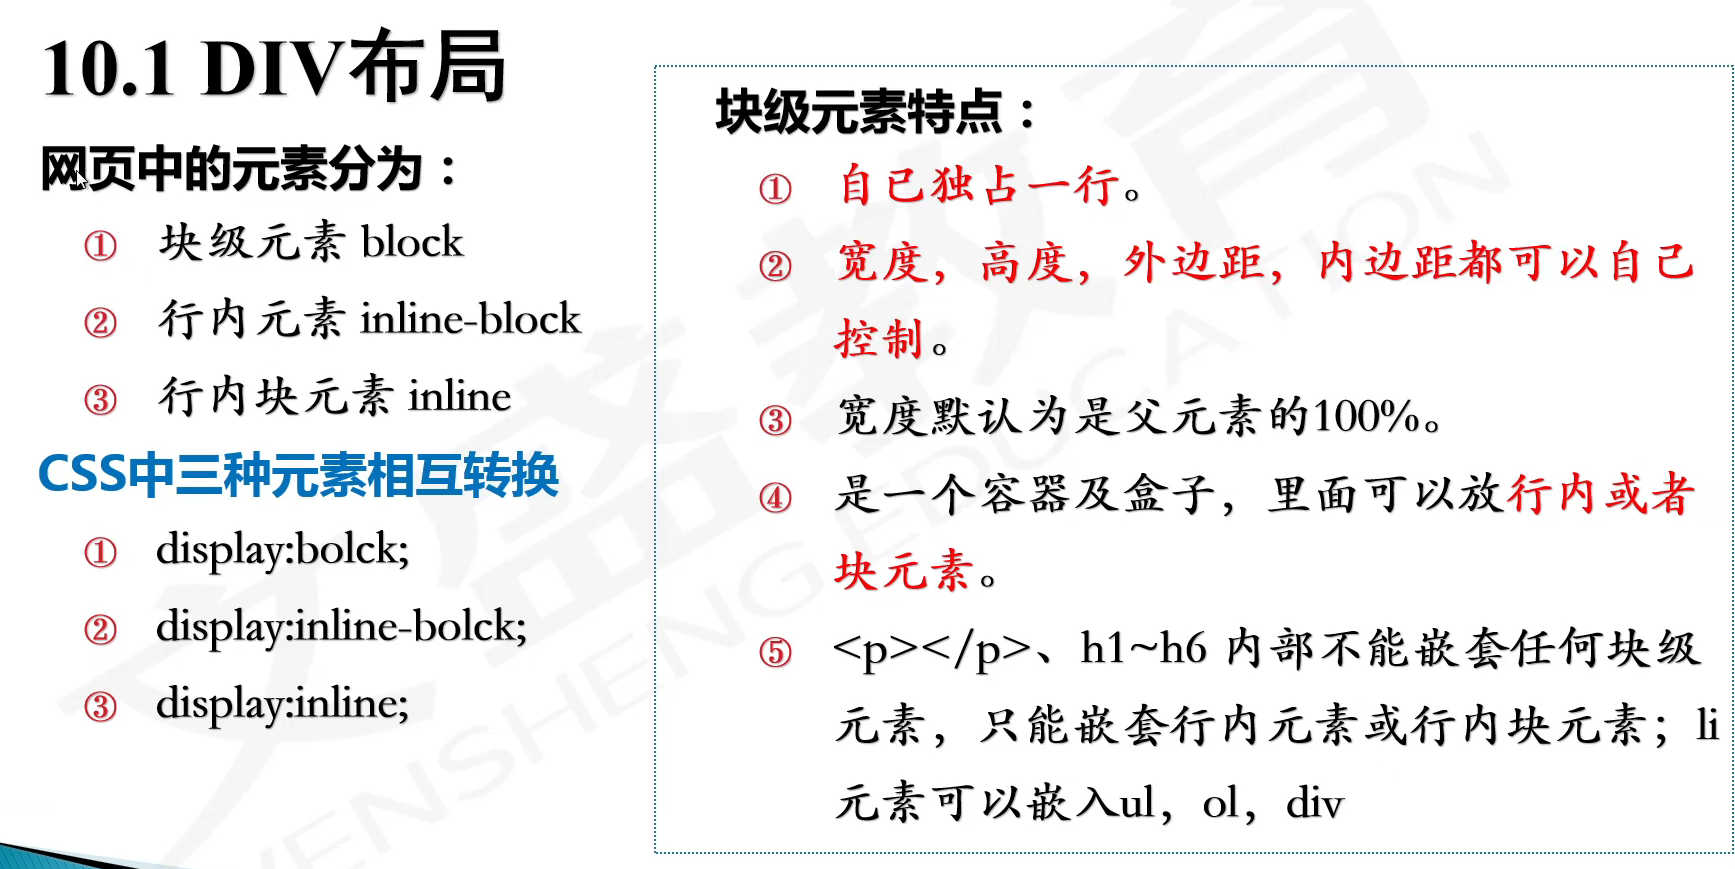 10.1 DIV布局
网页中的元素分为：
① 块级元素 block
② 行内元素 inline-block
③ 行内块元素 inline
CSS中三种元素相互转换
① display:bolck;
② display:inline-bolck;
③ display:inline;
块级元素特点：
① 自己独占一行。
② 宽度，高度，外边距，内边距都可以自己
控制。
③ 宽度默认为是父元素的100%。
④ 是一个容器及盒子，里面可以放行内或者
块元素。
⑤ <p></p>、h1~h6 内部不能嵌套任何块级
元素，只能嵌套行内元素或行内块元素；li
元素可以嵌入ul，ol，div
文盛教育
WENSHENG EDUCATION